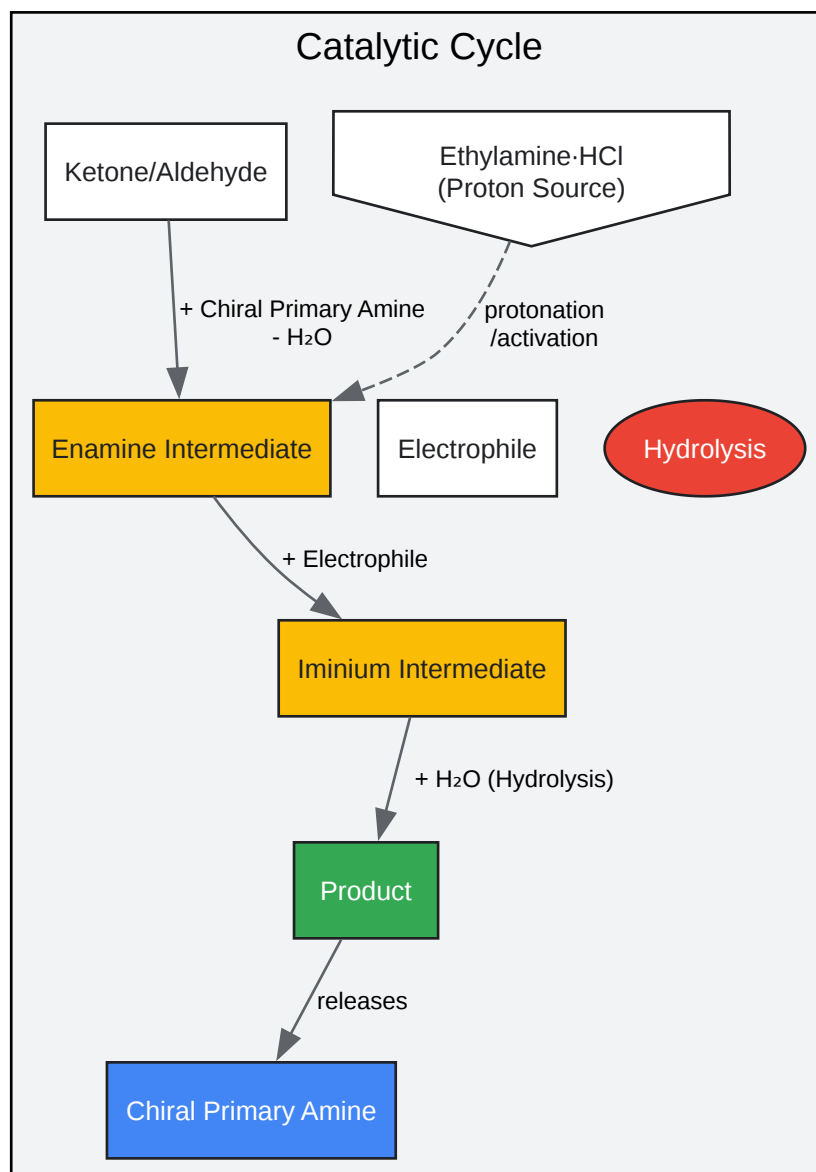 Catalytic Cycle
Ketone/Aldehyde
Ethylamine·HCl
(Proton Source)
+ Chiral Primary Amine
- H₂O
protonation
/activation
Enamine Intermediate
Electrophile
Hydrolysis
+ Electrophile
Iminium Intermediate
+ H₂O (Hydrolysis)
Product
releases
Chiral Primary Amine